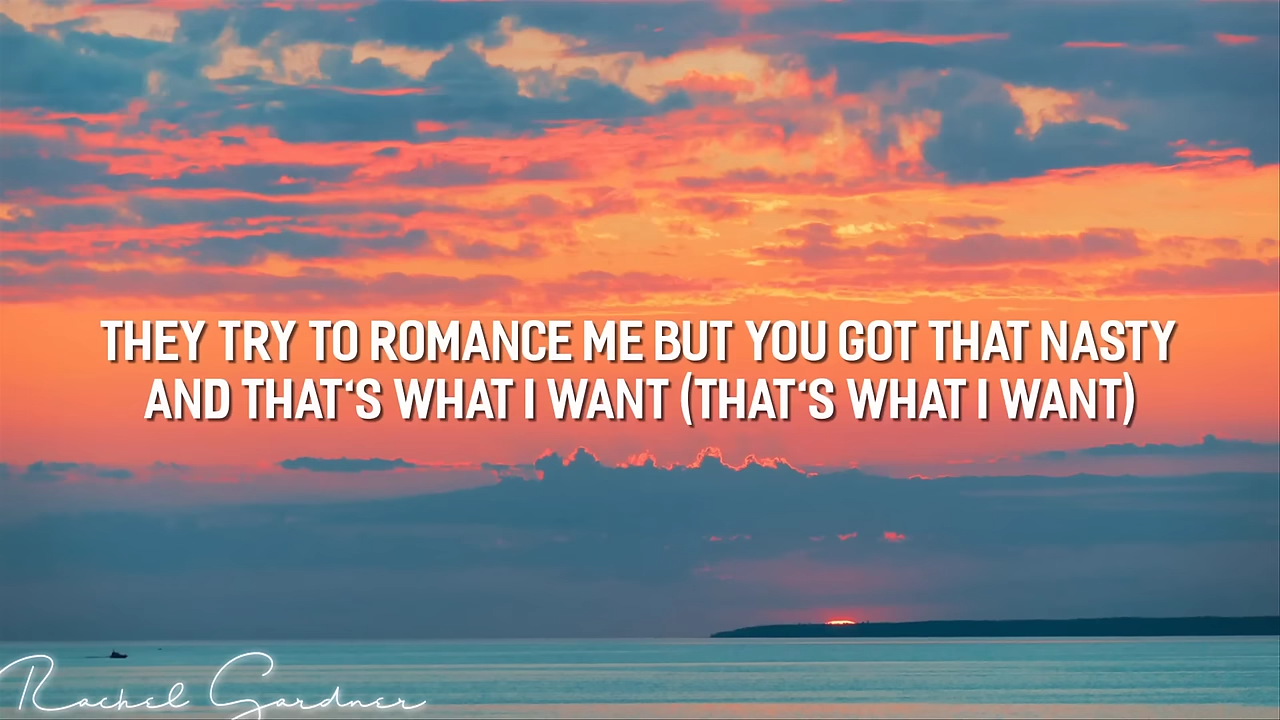 THEY TRY TO ROMANCE ME BUT YOU GOT THAT NASTY
AND THAT‘S WHAT I WANT (THAT‘S WHAT I WANT)
Rachel Gardner